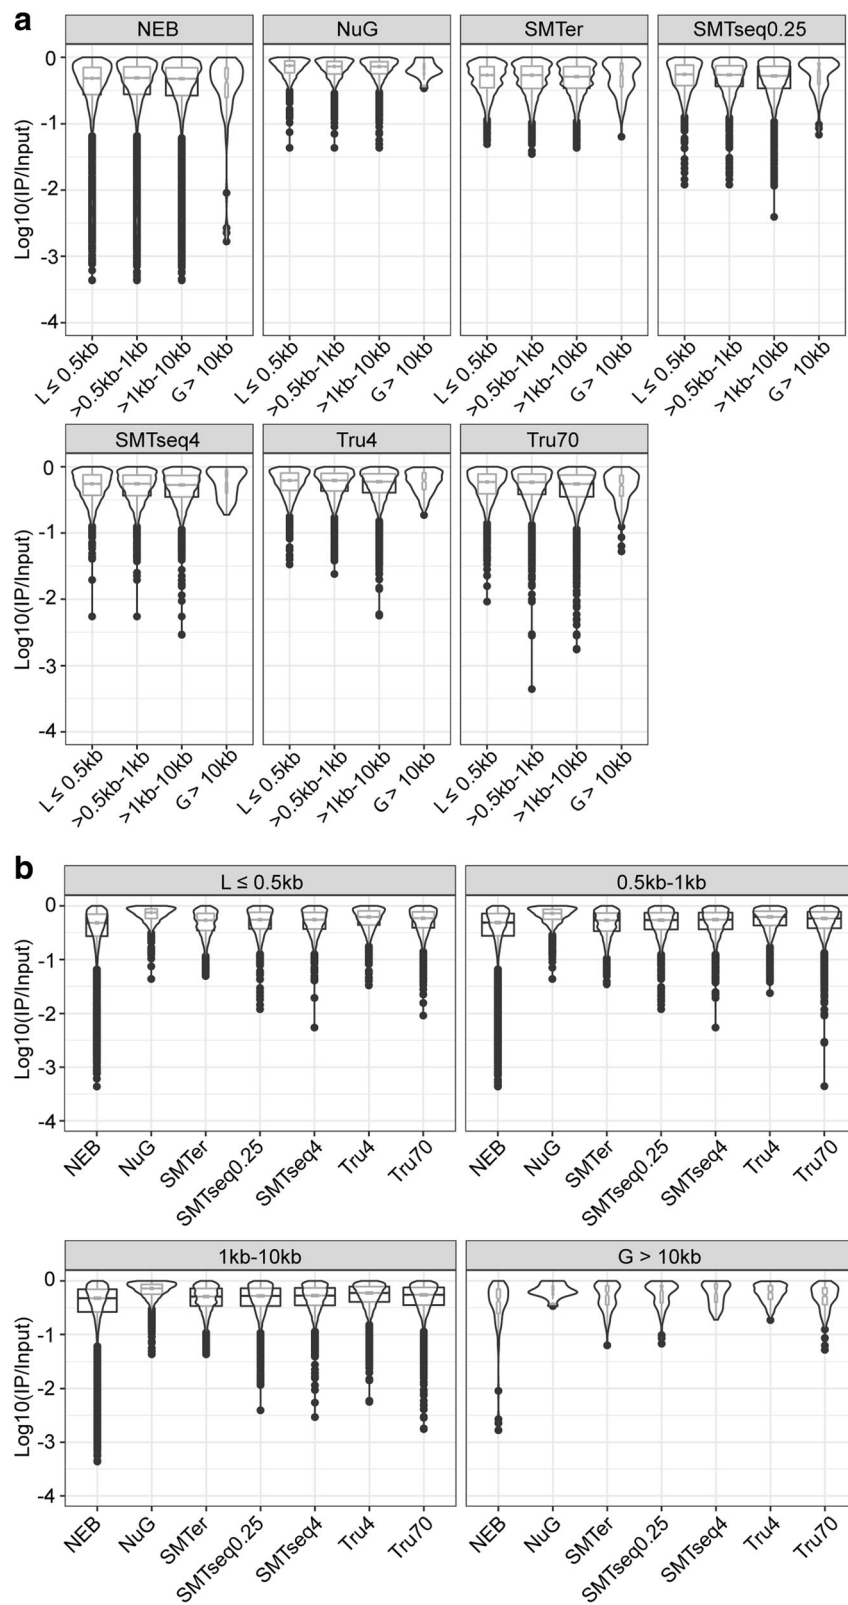 a
NEB NuG SMTer SMTseq0.25
Log10(IP/Input)
0
-1
-2
-3
-4
L ≤ 0.5kb >0.5kb-1kb >1kb-10kb G > 10kb L ≤ 0.5kb >0.5kb-1kb >1kb-10kb G > 10kb L ≤ 0.5kb >0.5kb-1kb >1kb-10kb G > 10kb L ≤ 0.5kb >0.5kb-1kb >1kb-10kb G > 10kb
SMTseq4 Tru4 Tru70
Log10(IP/Input)
0
-1
-2
-3
-4
L ≤ 0.5kb >0.5kb-1kb >1kb-10kb G > 10kb L ≤ 0.5kb >0.5kb-1kb >1kb-10kb G > 10kb L ≤ 0.5kb >0.5kb-1kb >1kb-10kb G > 10kb
b
L ≤ 0.5kb 0.5kb-1kb
Log10(IP/Input)
0
-1
-2
-3
-4
NEB NuG SMTer SMTseq0.25 SMTseq4 Tru4 Tru70 NEB NuG SMTer SMTseq0.25 SMTseq4 Tru4 Tru70
1kb-10kb G > 10kb
Log10(IP/Input)
0
-1
-2
-3
-4
NEB NuG SMTer SMTseq0.25 SMTseq4 Tru4 Tru70 NEB NuG SMTer SMTseq0.25 SMTseq4 Tru4 Tru70